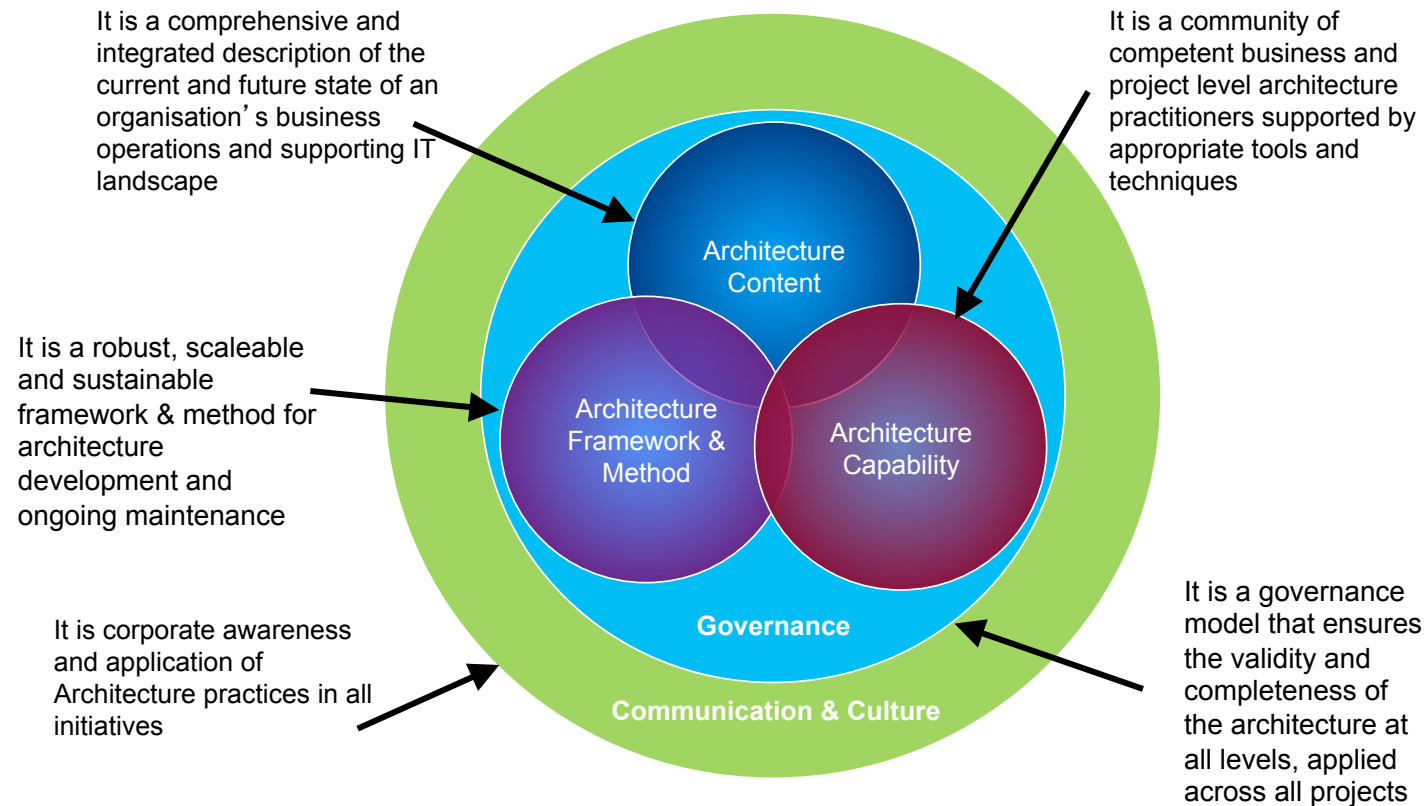 It is a comprehensive and
integrated description of the
current and future state of an
organisation’s business
operations and supporting IT
landscape
It is a community of
competent business and
project level architecture
practitioners supported by
appropriate tools and
techniques
Architecture
Content
It is a robust, scaleable
and sustainable
framework & method for
architecture
development and
ongoing maintenance
Architecture
Framework &
Method
Architecture
Capability
It is corporate awareness
and application of
Architecture practices in all
initiatives
Governance
Communication & Culture
It is a governance
model that ensures
the validity and
completeness of
the architecture at
all levels, applied
across all projects